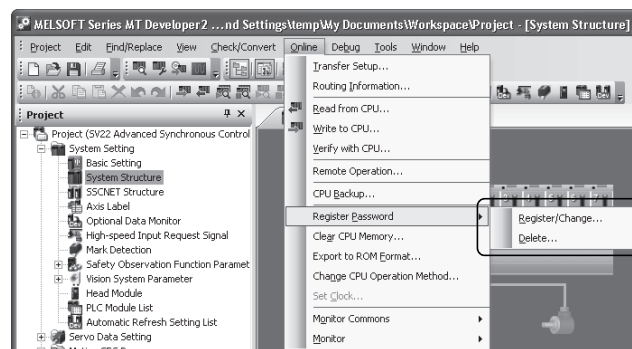 MELSOFT Series MT Developer2 ...nd Settings\temp\My Documents\Workspace\Project - [System Structure]
Project Edit Find/Replace View Check/Convert Online Debug Tools Window Help
Project
Project (SV22 Advanced Synchronous Control
System Setting
Basic Setting
System Structure
SSCNET Structure
Axis Label
Optional Data Monitor
High-speed Input Request Signal
Mark Detection
Safety Observation Function Paramet
Vision System Parameter
Head Module
PLC Module List
Automatic Refresh Setting List
Servo Data Setting
Transfer Setup...
Routing Information...
Read from CPU...
Write to CPU...
Verify with CPU...
Remote Operation...
CPU Backup...
Register Password
Clear CPU Memory...
Export to ROM Format...
Change CPU Operation Method...
Set Clock...
Monitor Commons
Monitor
Register/Change...
Delete...